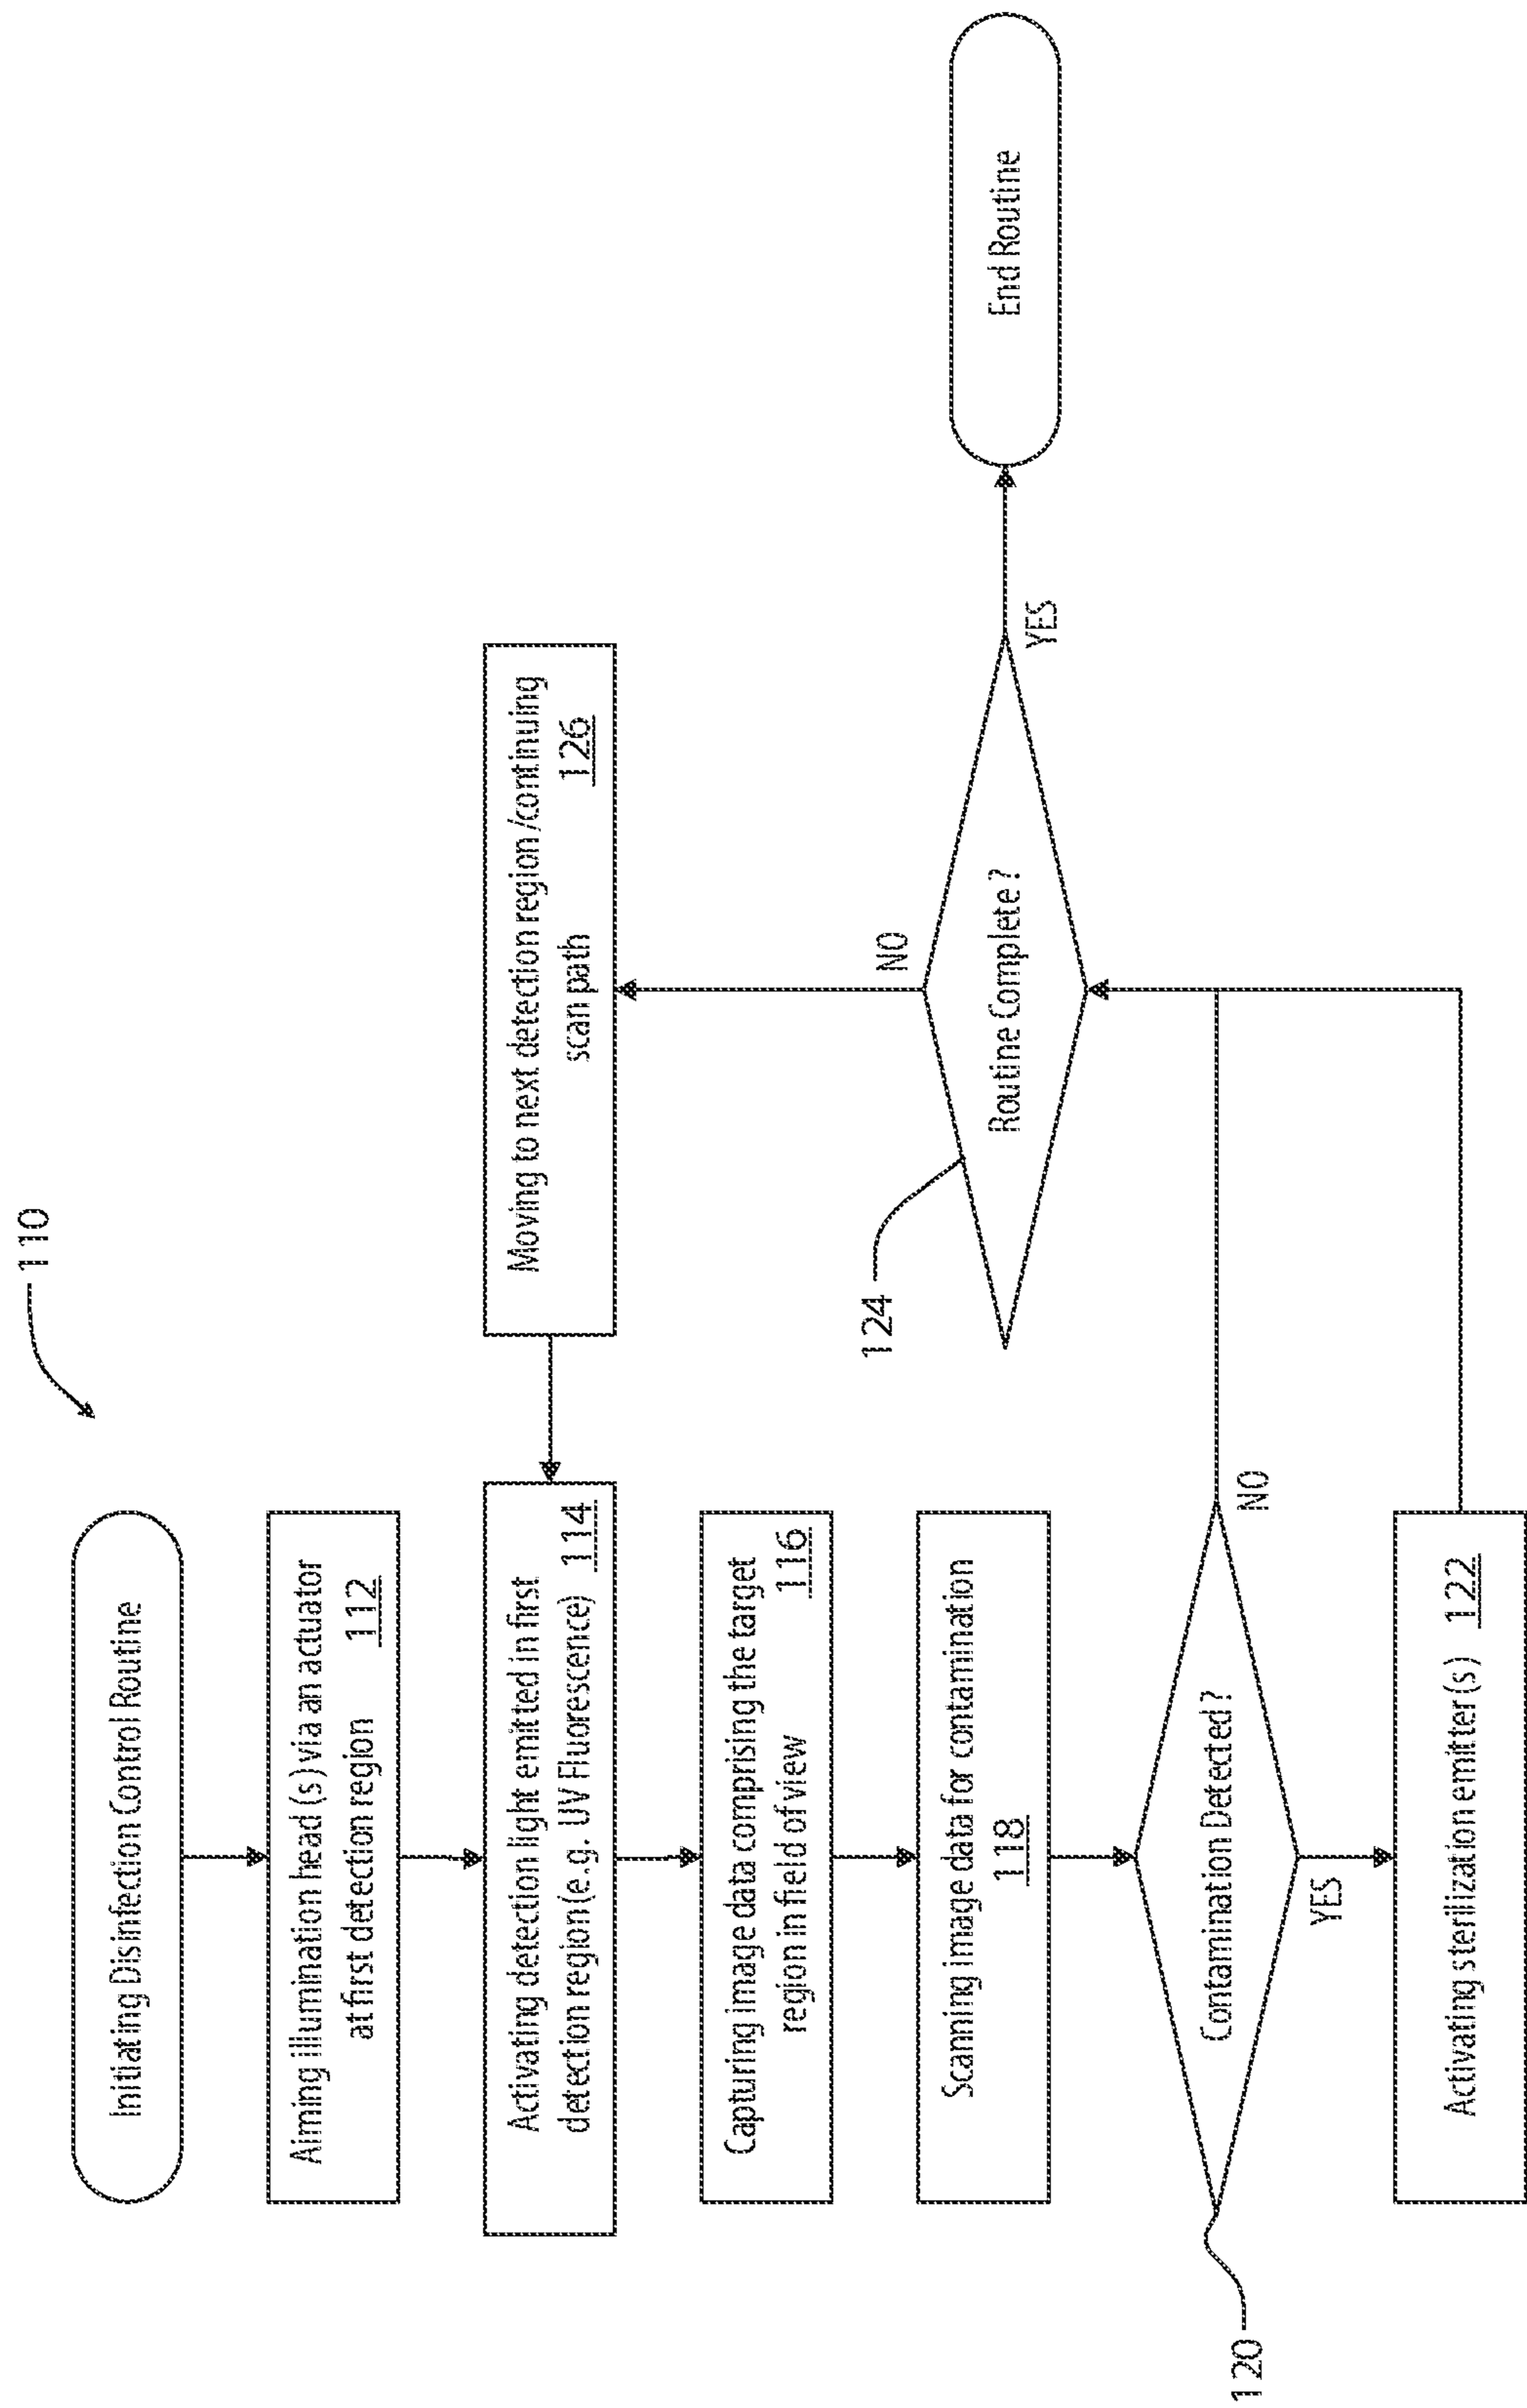 110
Initiating Disinfection Control Routine
Aiming illumination head(s) via an actuator
at first detection region 112
Activating detection light emitted in first
detection region (e.g. UV Fluorescence) 114
Moving to next detection region/continuing
scan path 126
Capturing image data comprising the target
region in field of view 116
Scanning image data for contamination
118
NO
124
Routine Complete?
YES
End Routine
120
Contamination Detected?
NO
YES
Activating sterilization emitter(s) 122